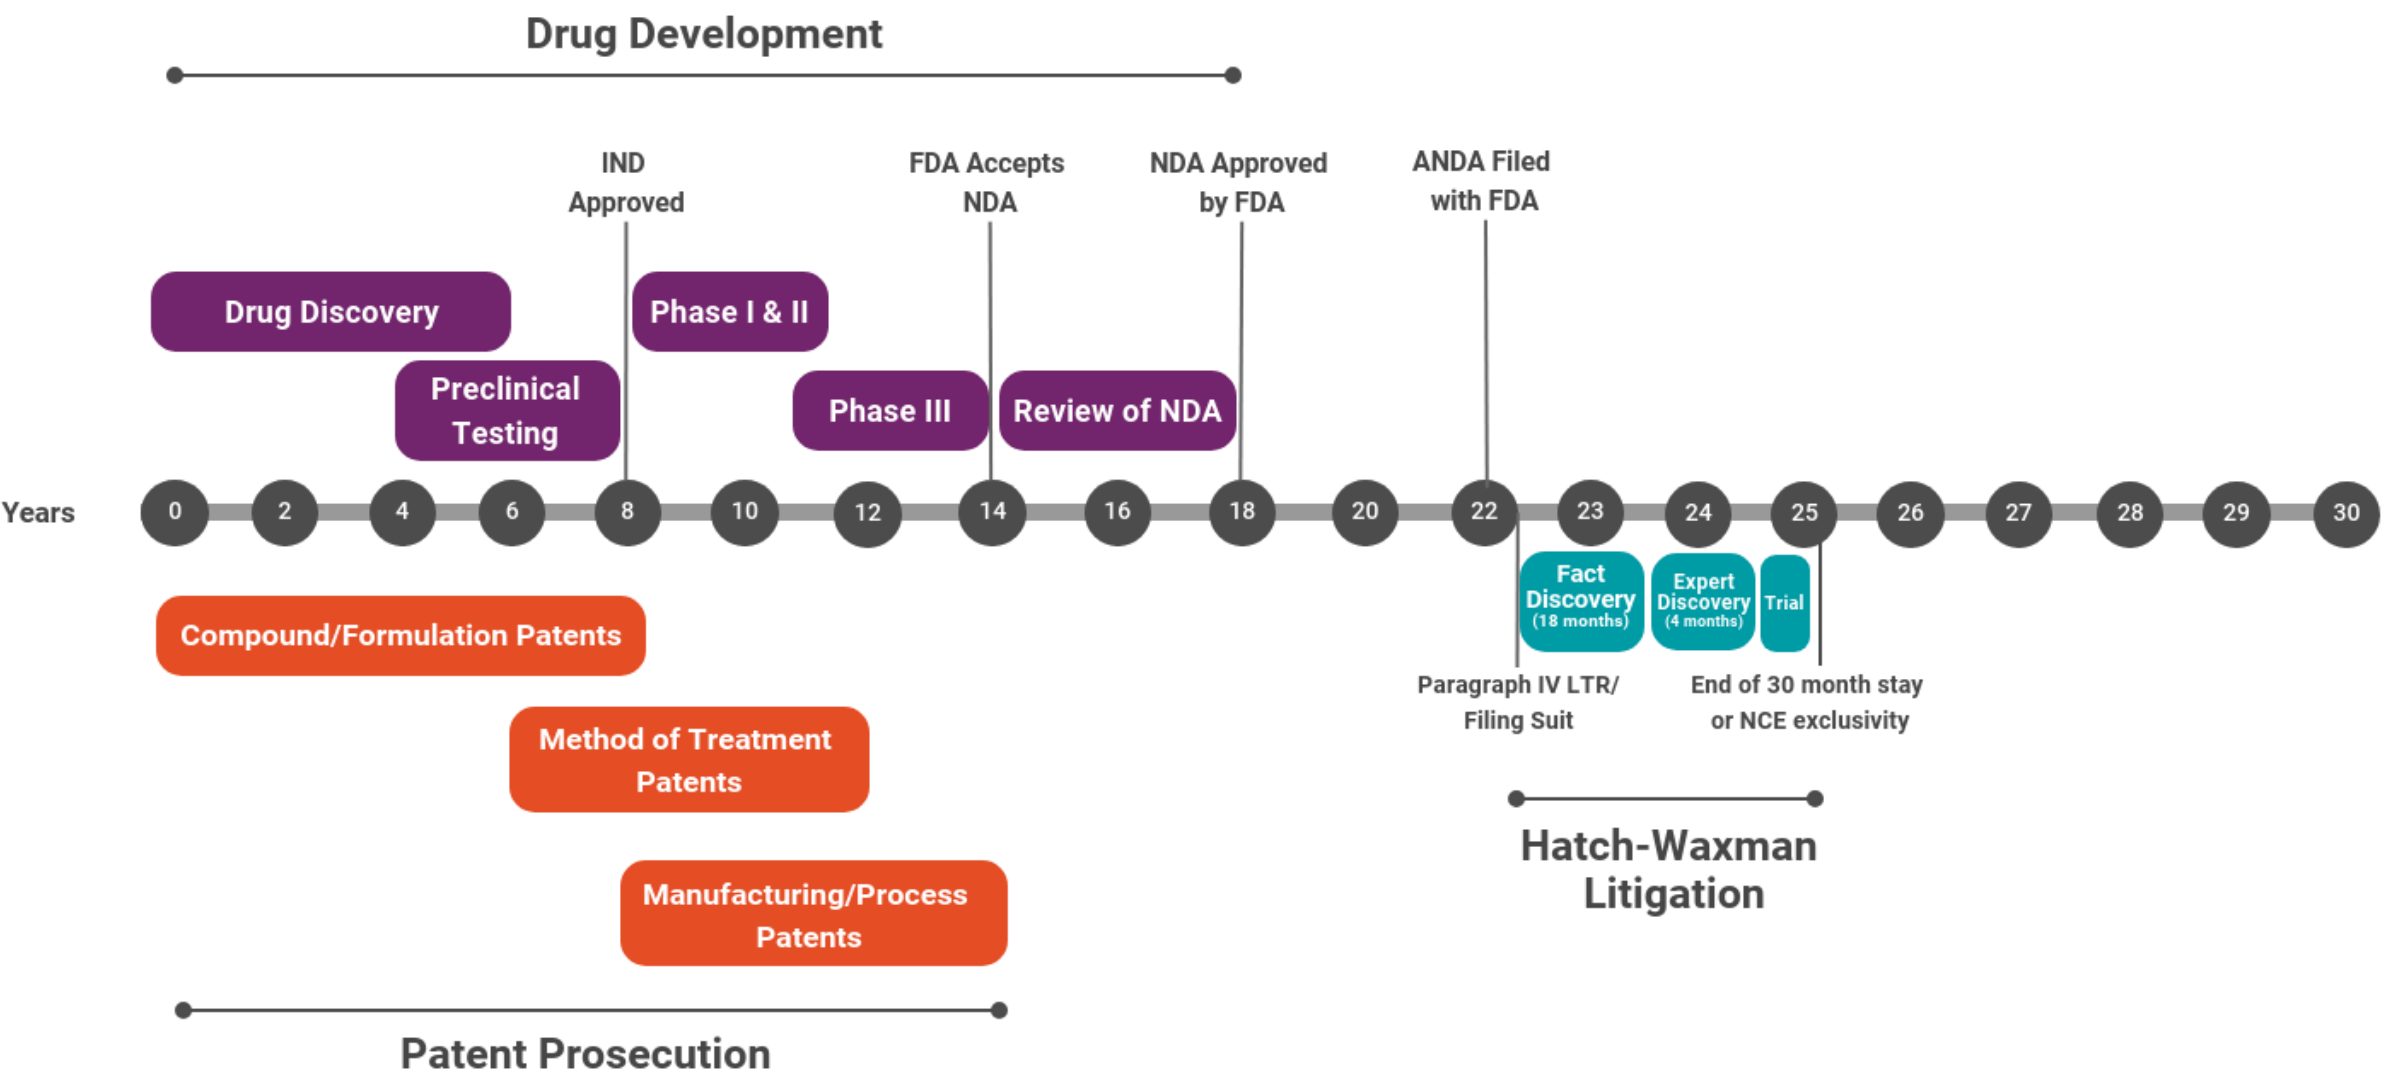 Drug Development
IND
Approved
FDA Accepts
NDA
NDA Approved
by FDA
ANDA Filed
with FDA
Drug Discovery
Phase I & II
Preclinical
Testing
Phase III
Review of NDA
Years
0
2
4
6
8
10
12
14
16
18
20
22
23
24
25
26
27
28
29
30
Fact
Discovery
(18 months)
Expert
Discovery
(4 months)
Trial
Compound/Formulation Patents
Paragraph IV LTR/
Filing Suit
End of 30 month stay
or NCE exclusivity
Method of Treatment
Patents
Hatch-Waxman
Litigation
Manufacturing/Process
Patents
Patent Prosecution